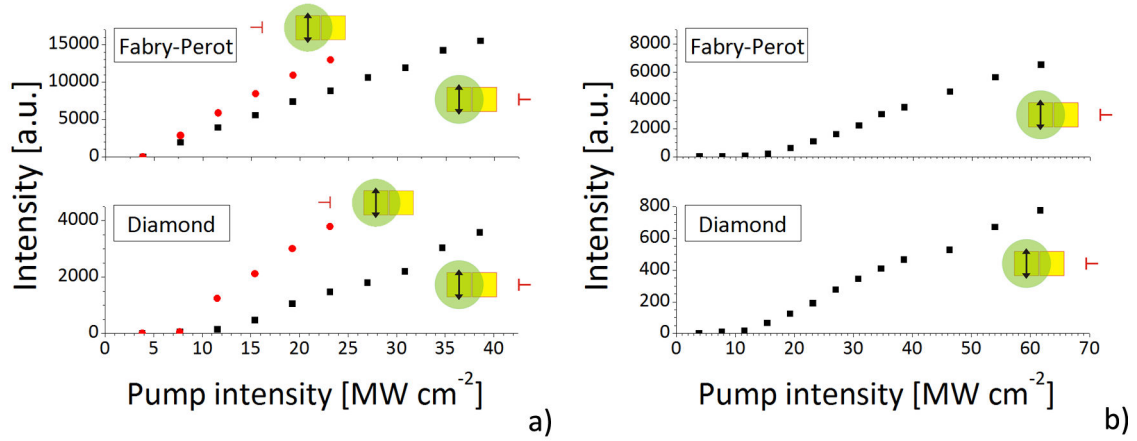 Fabry-Perot
15000
10000
5000
0
Diamond
4000
2000
0
0 5 10 15 20 25 30 35 40
Intensity [a.u.]
Pump intensity [MW cm-2]
a)
Fabry-Perot
8000
6000
4000
2000
0
Diamond
800
600
400
200
0
0 10 20 30 40 50 60 70
Intensity [a.u.]
Pump intensity [MW cm-2]
b)